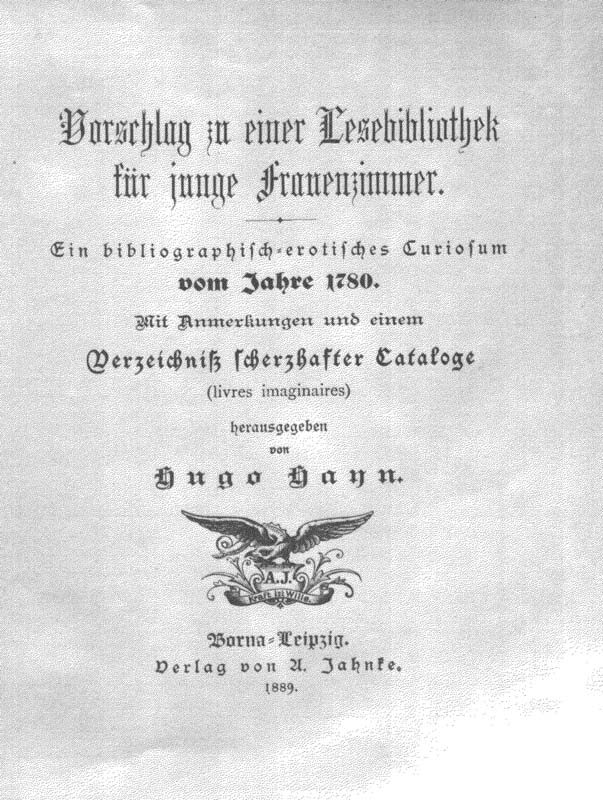 Vorschlag zu einer Lesebibliothek
für junge Frauenzimmer.
Ein bibliographisch-erotisches Curiosum
vom Jahre 1780.
Mit Anmerkungen und einem
Verzeichniß scherzhafter Cataloge
(livres imaginaires)
herausgegeben
von
Hugo Hayn.
A.J.
Kraft ist Wille.
Borna-Leipzig.
Verlag von A. Jahnke.
1889.